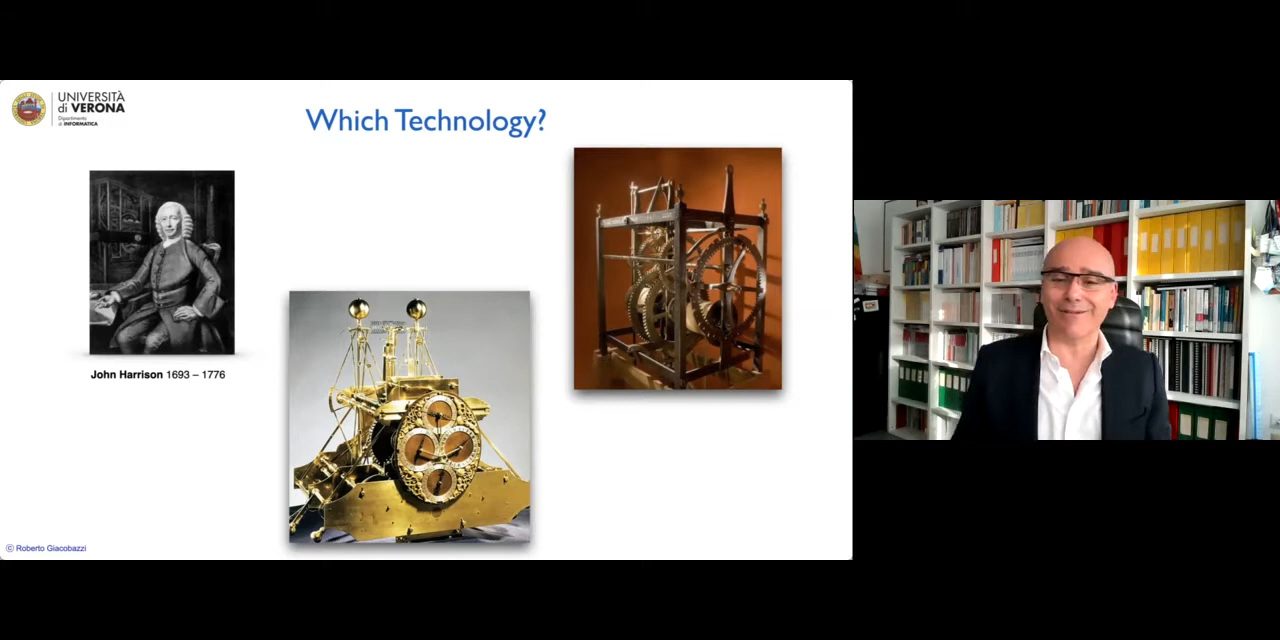 UNIVERSITÀ
di VERONA
Dipartimento
di INFORMATICA
Which Technology?
John Harrison 1693 – 1776
© Roberto Giacobazzi